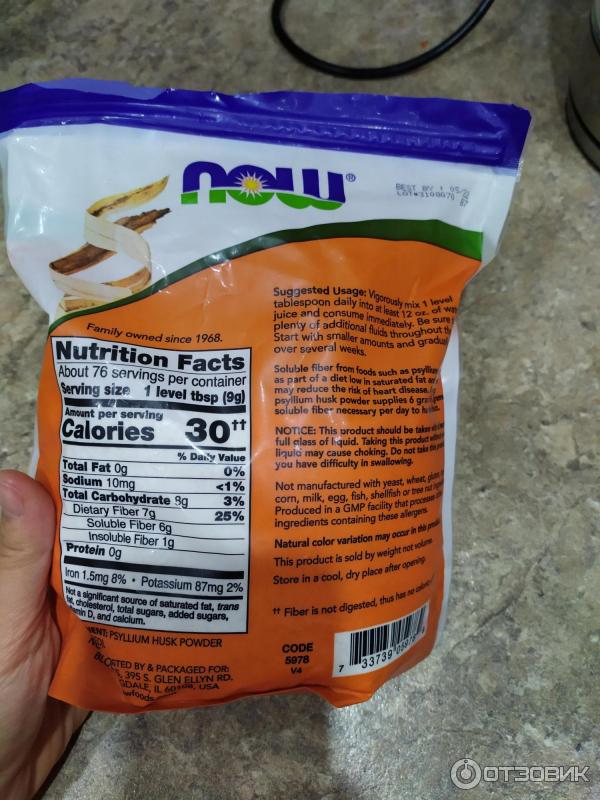 now®
BEST BY
LOT#
Family owned since 1968.
Nutrition Facts
About 76 servings per container
Serving size 1 level tbsp (9g)
Amount per serving
Calories 30††
% Daily Value
Total Fat 0g 0%
Sodium 10mg <1%
Total Carbohydrate 8g 3%
Dietary Fiber 7g 25%
Soluble Fiber 6g
Insoluble Fiber 1g
Protein 0g
Iron 1.5mg 8% • Potassium 87mg 2%
Not a significant source of saturated fat, trans
fat, cholesterol, total sugars, added sugars,
D, and calcium.
PSYLLIUM HUSK POWDER
& PACKAGED FOR:
395 S. GLEN ELLYN RD.
IL 60108, USA
Suggested Usage: Vigorously mix 1 level
tablespoon daily into at least 12 oz. of
juice and consume immediately. Be sure
plenty of additional fluids throughout
Start with smaller amounts and
over several weeks.
Soluble fiber from foods such as psyllium
as part of a diet low in saturated fat
may reduce the risk of heart disease.
psyllium husk powder supplies 6
soluble fiber necessary per day to
NOTICE: This product should be taken
full glass of liquid. Taking this product
liquid may cause choking. Do not take
you have difficulty in swallowing.
Not manufactured with yeast, wheat,
corn, milk, egg, fish, shellfish or tree nut
Produced in a GMP facility that processes
ingredients containing these allergens.
Natural color variation may occur in this
This product is sold by weight not volume.
Store in a cool, dry place after opening.
†† Fiber is not digested, thus has no
CODE
5978
V4
7 33739
ОТЗОВИК